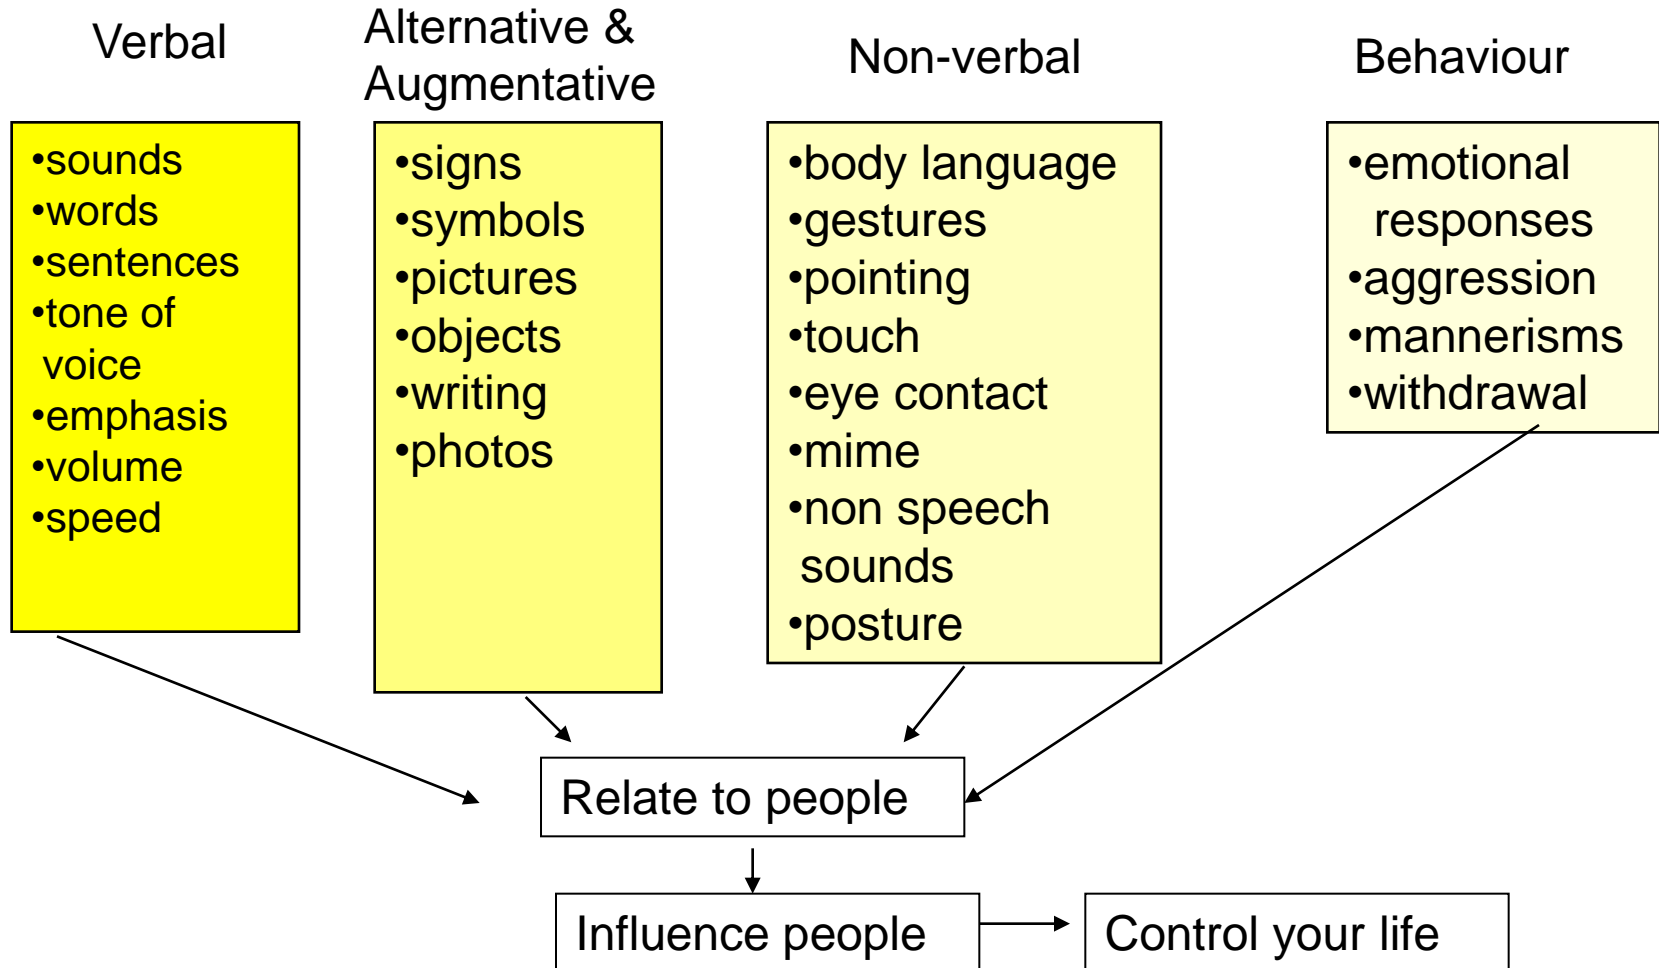 Verbal
•sounds
•words
•sentences
•tone of
voice
•emphasis
•volume
•speed
Alternative &
Augmentative
•signs
•symbols
•pictures
•objects
•writing
•photos
Non-verbal
•body language
•gestures
•pointing
•touch
•eye contact
•mime
•non speech
sounds
•posture
Behaviour
•emotional
responses
•aggression
•mannerisms
•withdrawal
Relate to people
Influence people
Control your life